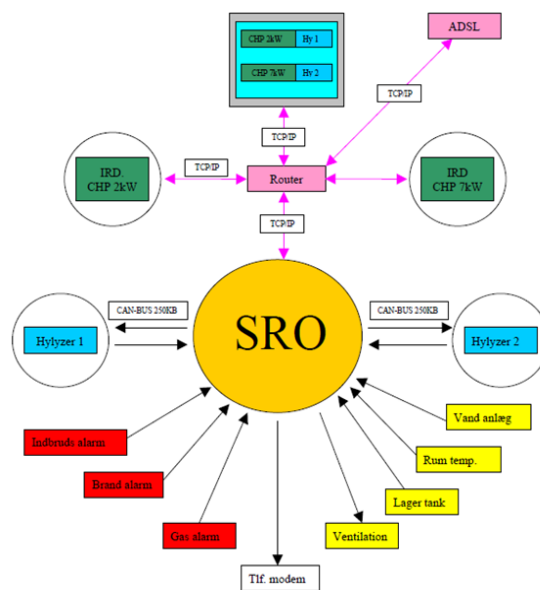 CHP 2kW Hy 1
ADSL
CHP 7kW Hy 2
TCP/IP
TCP/IP
IRD.
CHP 2kW
TCP/IP
Router
IRD
CHP 7kW
TCP/IP
CAN-BUS 250KB
CAN-BUS 250KB
Hylyzer 1
SRO
Hylyzer 2
Vand anlæg
Indbruds alarm
Rum temp.
Brand alarm
Lager tank
Gas alarm
Ventilation
Tlf. modem